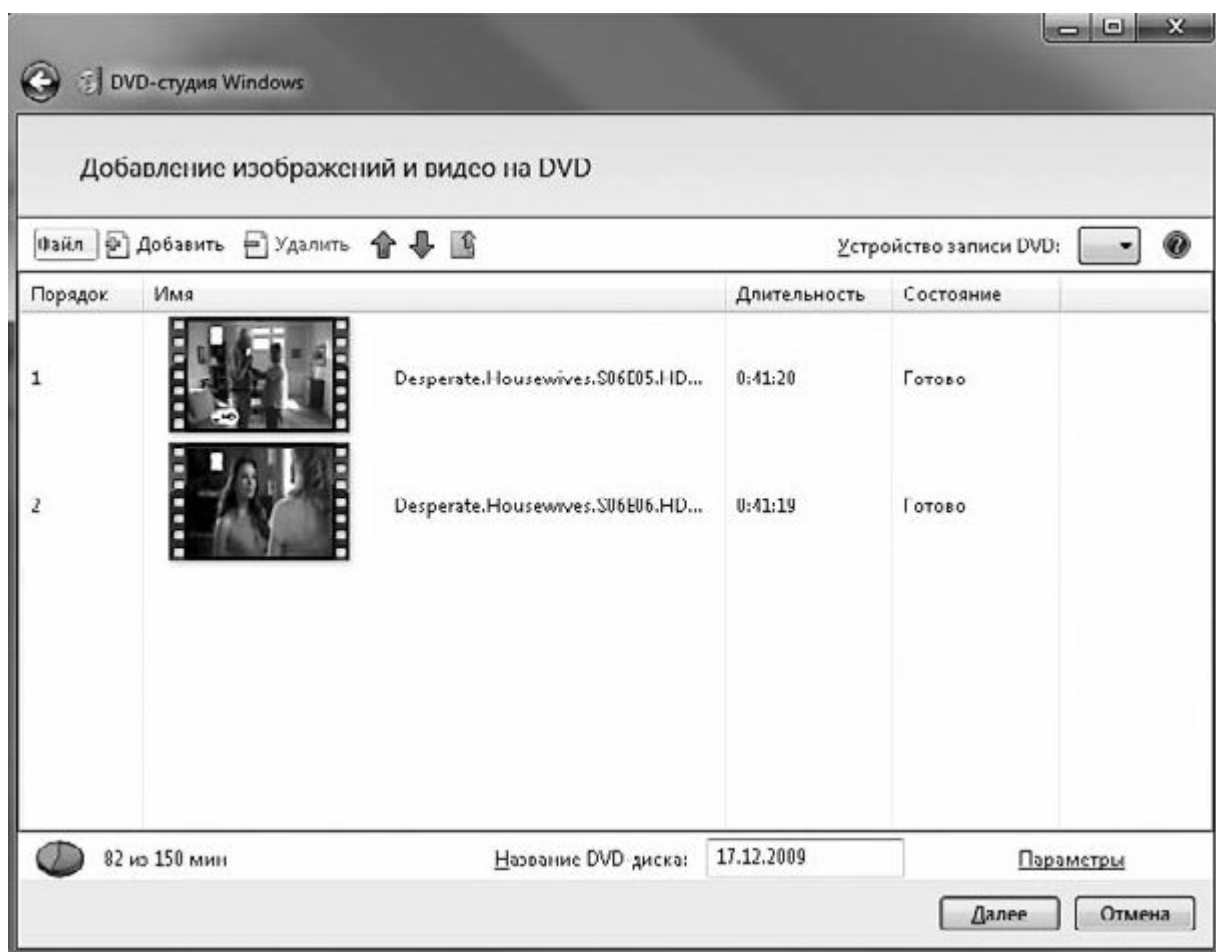 DVD-студия Windows
Добавление изображений и видео на DVD
Файл Добавить Удалить Устройство записи DVD:
Порядок Имя Длительность Состояние
1 Desperate.Housewives.S06E05.HD... 0:41:20 Готово
2 Desperate.Housewives.S06E06.HD... 0:41:19 Готово
82 из 150 мин Название DVD-диска: 17.12.2009 Параметры
Далее Отмена